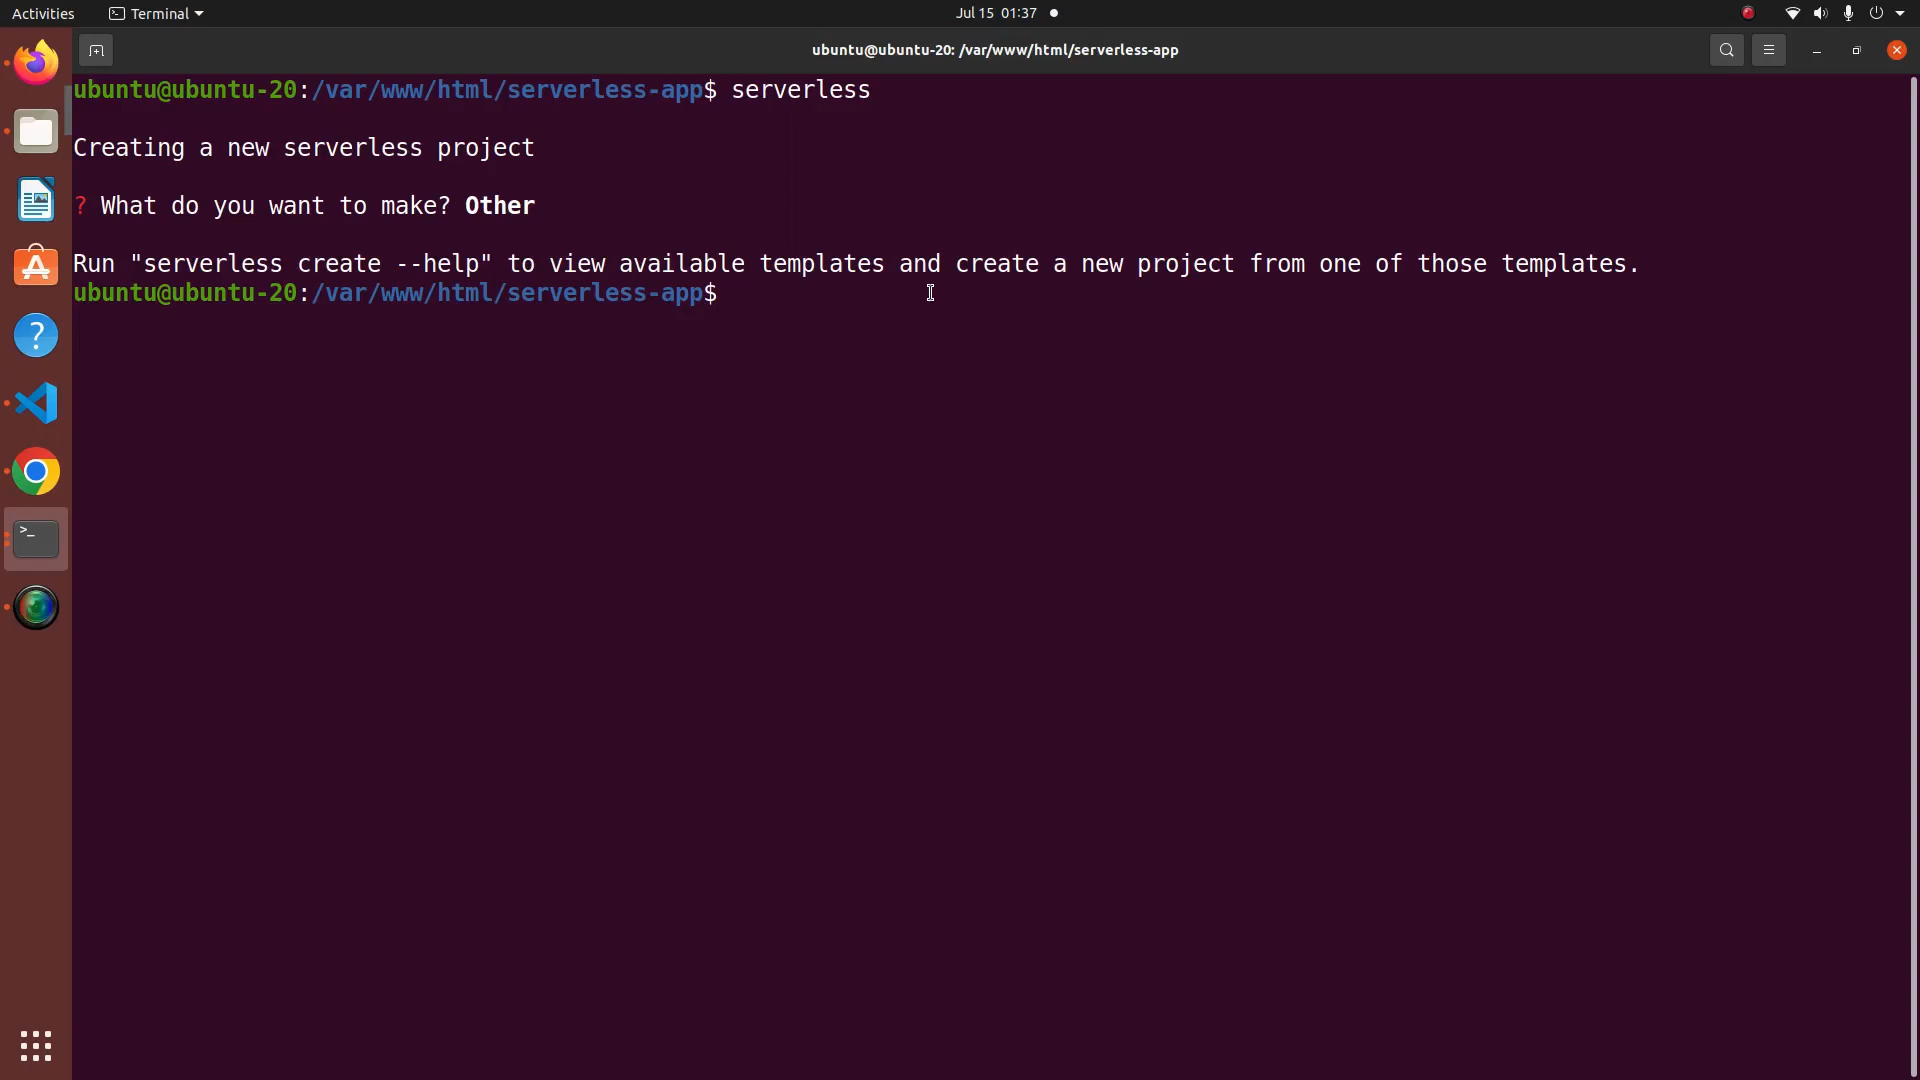 Activities
Terminal
Jul 15 01:37
ubuntu@ubuntu-20: /var/www/html/serverless-app
ubuntu@ubuntu-20:/var/www/html/serverless-app$ serverless
Creating a new serverless project
? What do you want to make? Other
Run "serverless create --help" to view available templates and create a new project from one of those templates.
ubuntu@ubuntu-20:/var/www/html/serverless-app$